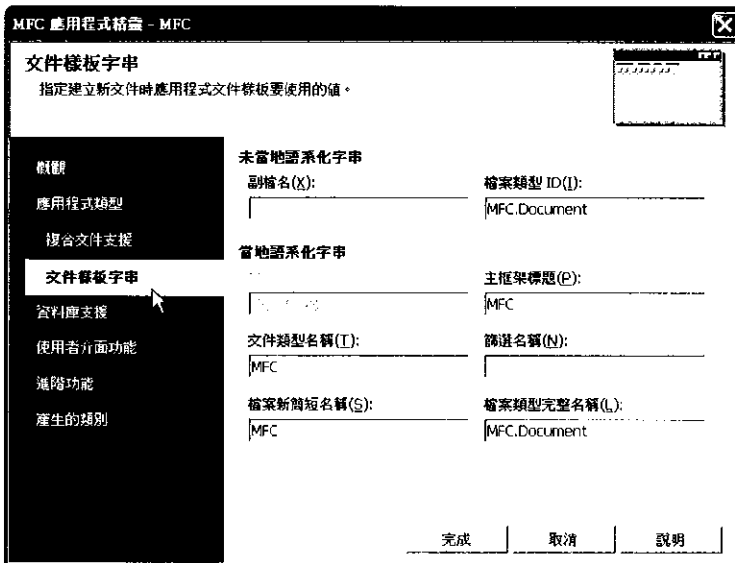 MFC 應用程式精靈 - MFC
文件樣板字串
指定建立新文件時應用程式文件樣板要使用的值。
概觀
應用程式類型
複合文件支援
文件樣板字串
資料庫支援
使用者介面功能
進階功能
產生的類別
未當地語系化字串
副檔名(X):
檔案類型 ID(I):
MFC.Document
當地語系化字串
主框架標題(P):
MFC
文件類型名稱(T):
篩選名稱(N):
MFC
檔案新簡短名稱(S):
檔案類型完整名稱(L):
MFC
MFC.Document
完成
取消
說明